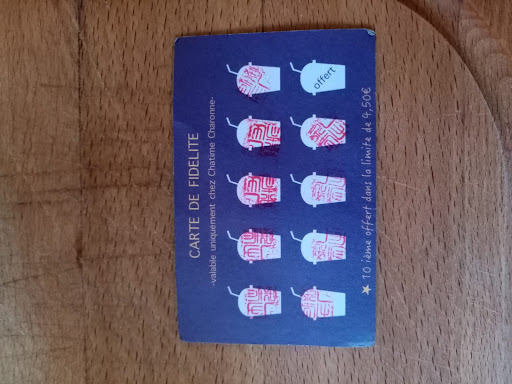 CARTE DE FIDELITE
-valable uniquement chez Chatime Charonne-
offert
★ 10 ième offert dans la limite de 4,50€